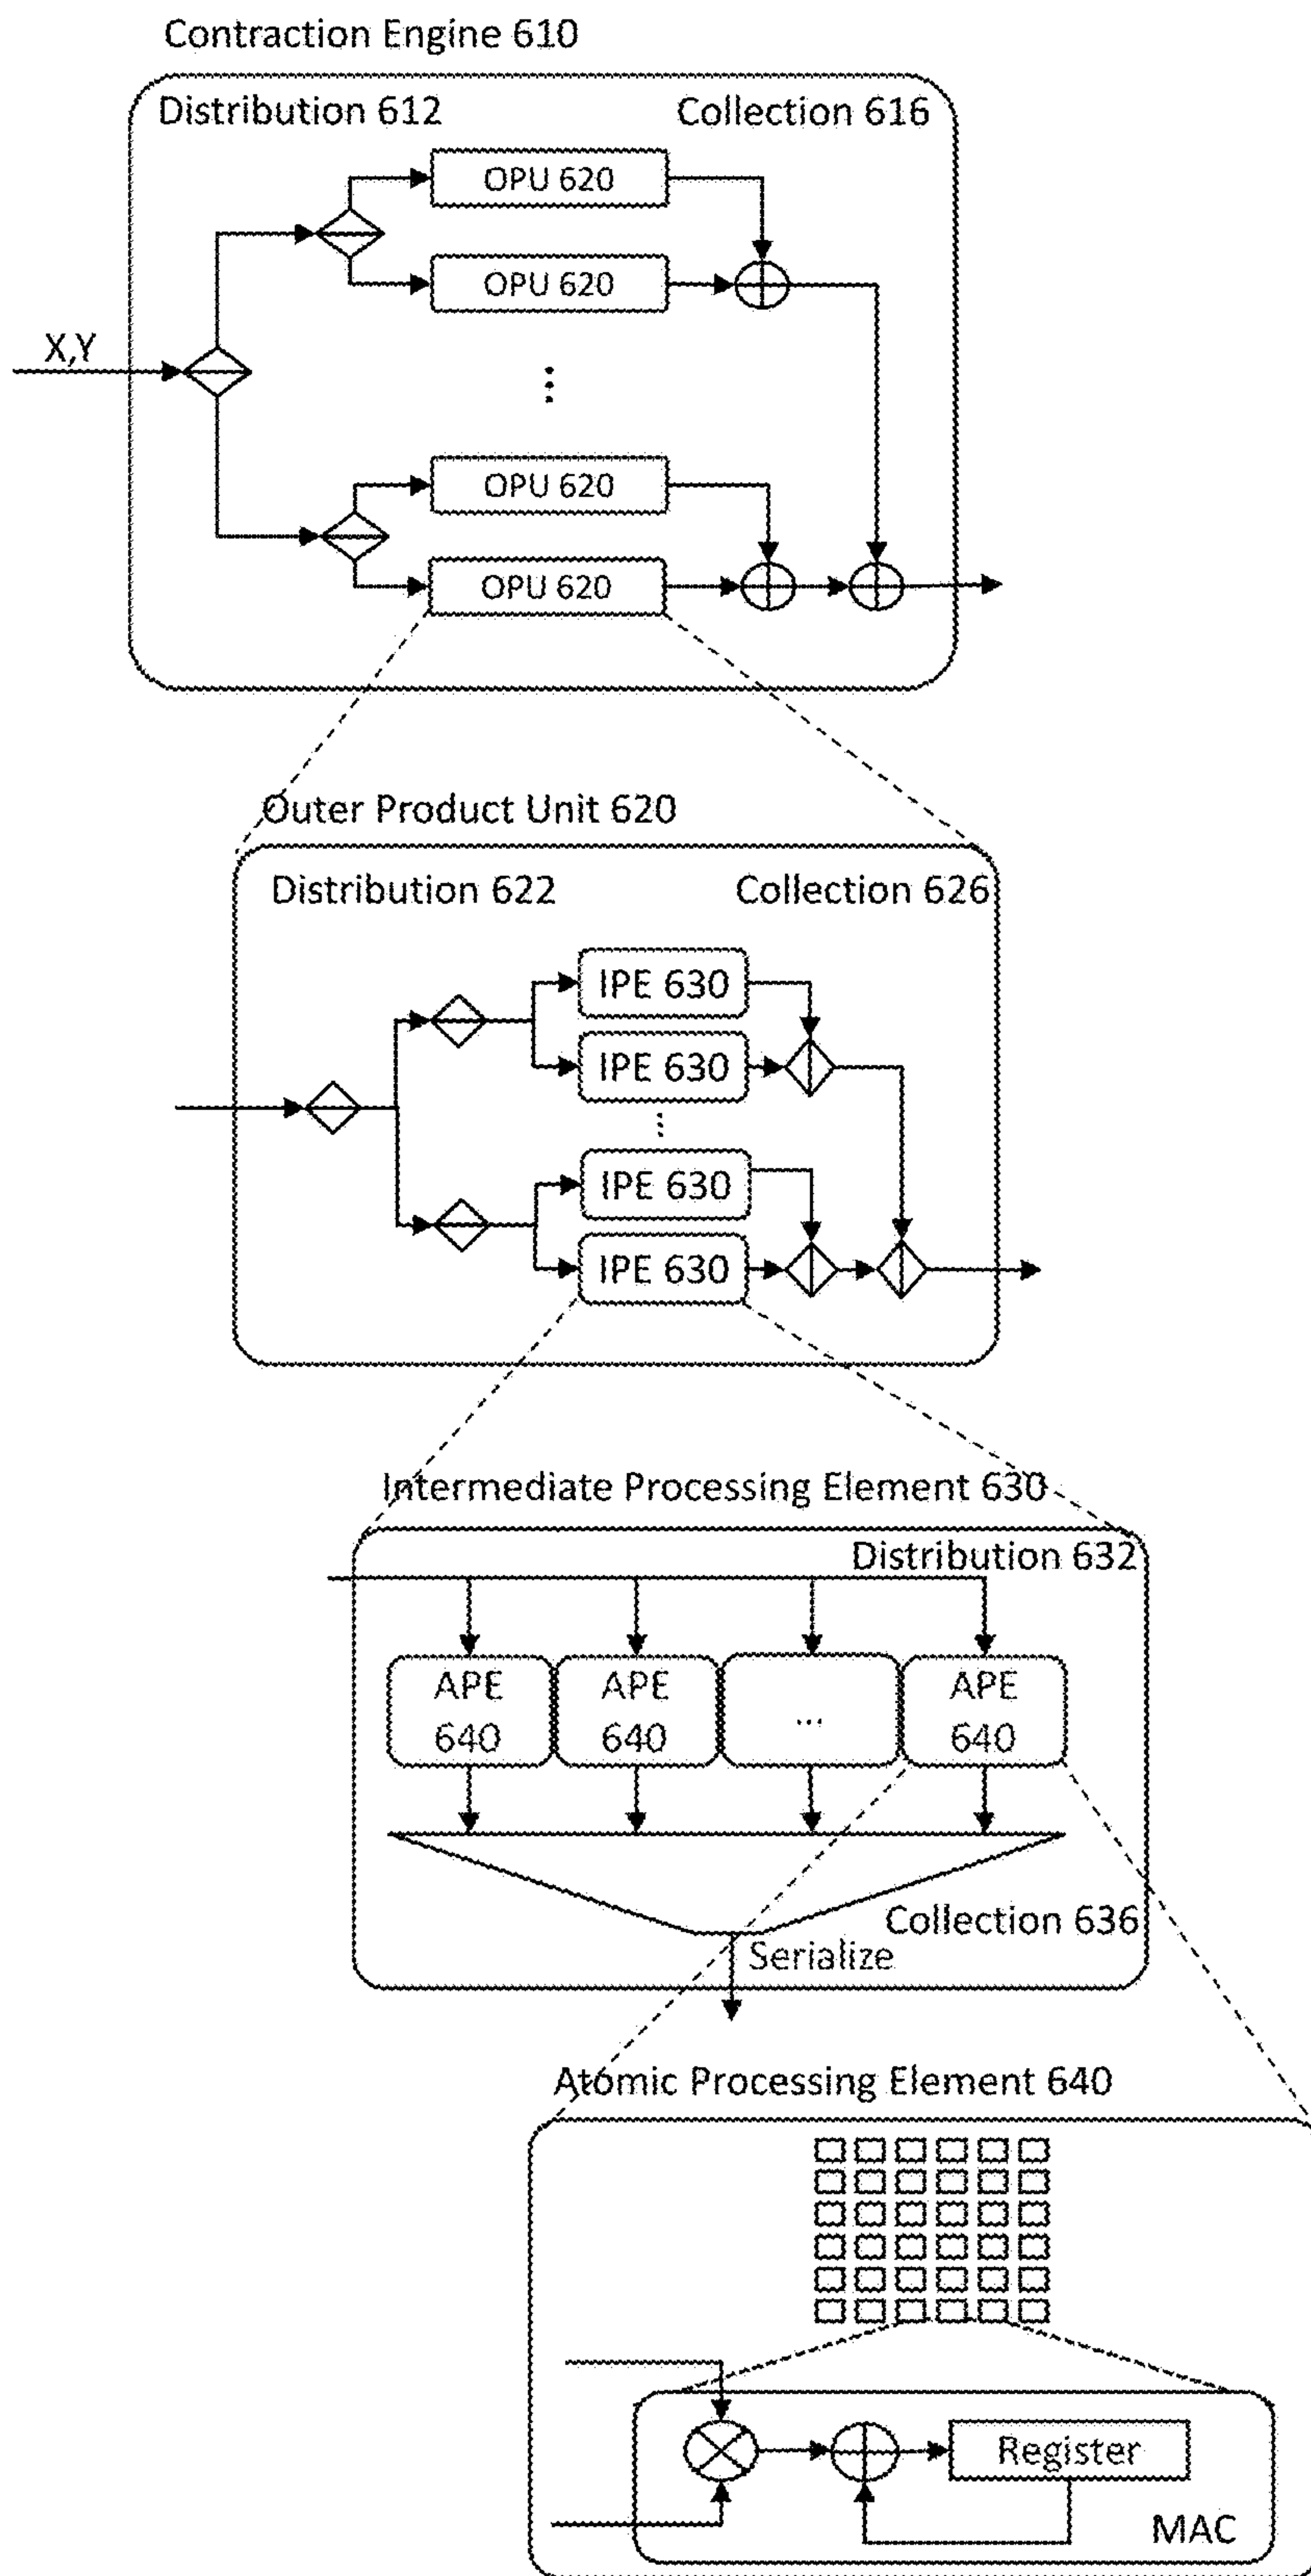 Contraction Engine 610
Distribution 612 Collection 616
OPU 620
OPU 620
X,Y
...
OPU 620
OPU 620
Outer Product Unit 620
Distribution 622 Collection 626
IPE 630
IPE 630
...
IPE 630
IPE 630
Intermediate Processing Element 630
Distribution 632
APE 640 APE 640 ... APE 640
Collection 636
Serialize
Atomic Processing Element 640
Register
MAC